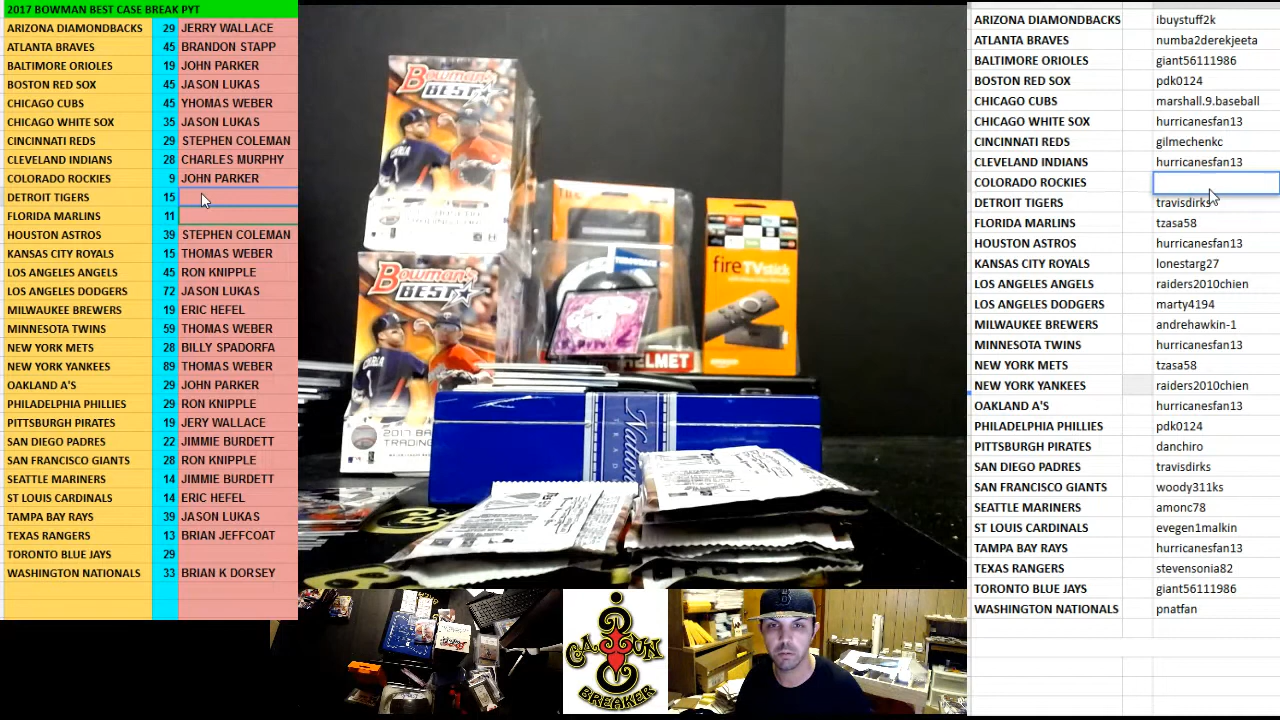 2017 BOWMAN BEST CASE BREAK PYT
ARIZONA DIAMONDBACKS 29 JERRY WALLACE
ATLANTA BRAVES 45 BRANDON STAPP
BALTIMORE ORIOLES 19 JOHN PARKER
BOSTON RED SOX 45 JASON LUKAS
CHICAGO CUBS 45 YHOMAS WEBER
CHICAGO WHITE SOX 35 JASON LUKAS
CINCINNATI REDS 29 STEPHEN COLEMAN
CLEVELAND INDIANS 28 CHARLES MURPHY
COLORADO ROCKIES 9 JOHN PARKER
DETROIT TIGERS 15
FLORIDA MARLINS 11
HOUSTON ASTROS 39 STEPHEN COLEMAN
KANSAS CITY ROYALS 15 THOMAS WEBER
LOS ANGELES ANGELS 45 RON KNIPPLE
LOS ANGELES DODGERS 72 JASON LUKAS
MILWAUKEE BREWERS 19 ERIC HEFEL
MINNESOTA TWINS 59 THOMAS WEBER
NEW YORK METS 28 BILLY SPADORFA
NEW YORK YANKEES 89 THOMAS WEBER
OAKLAND A'S 29 JOHN PARKER
PHILADELPHIA PHILLIES 29 RON KNIPPLE
PITTSBURGH PIRATES 19 JERY WALLACE
SAN DIEGO PADRES 22 JIMMIE BURDETT
SAN FRANCISCO GIANTS 28 RON KNIPPLE
SEATTLE MARINERS 14 JIMMIE BURDETT
ST LOUIS CARDINALS 14 ERIC HEFEL
TAMPA BAY RAYS 39 JASON LUKAS
TEXAS RANGERS 13 BRIAN JEFFCOAT
TORONTO BLUE JAYS 29
WASHINGTON NATIONALS 33 BRIAN K DORSEY
Bowman's
BEST
Bowman's
BEST
2017
TRADING
fireTVstick
HELMET
CAJUN
BREAKER
ARIZONA DIAMONDBACKS ibuystuff2k
ATLANTA BRAVES numba2derekjeeta
BALTIMORE ORIOLES giant56111986
BOSTON RED SOX pdk0124
CHICAGO CUBS marshall.9.baseball
CHICAGO WHITE SOX hurricanesfan13
CINCINNATI REDS gilmechenkc
CLEVELAND INDIANS hurricanesfan13
COLORADO ROCKIES
DETROIT TIGERS travisdirks
FLORIDA MARLINS tzasa58
HOUSTON ASTROS hurricanesfan13
KANSAS CITY ROYALS lonestarg27
LOS ANGELES ANGELS raiders2010chien
LOS ANGELES DODGERS marty4194
MILWAUKEE BREWERS andrehawkin-1
MINNESOTA TWINS hurricanesfan13
NEW YORK METS tzasa58
NEW YORK YANKEES raiders2010chien
OAKLAND A'S hurricanesfan13
PHILADELPHIA PHILLIES pdk0124
PITTSBURGH PIRATES danchiro
SAN DIEGO PADRES travisdirks
SAN FRANCISCO GIANTS woody311ks
SEATTLE MARINERS amotc78
ST LOUIS CARDINALS evegen1malkin
TAMPA BAY RAYS hurricanesfan13
TEXAS RANGERS stevensonia82
TORONTO BLUE JAYS giant56111986
WASHINGTON NATIONALS pnatfan